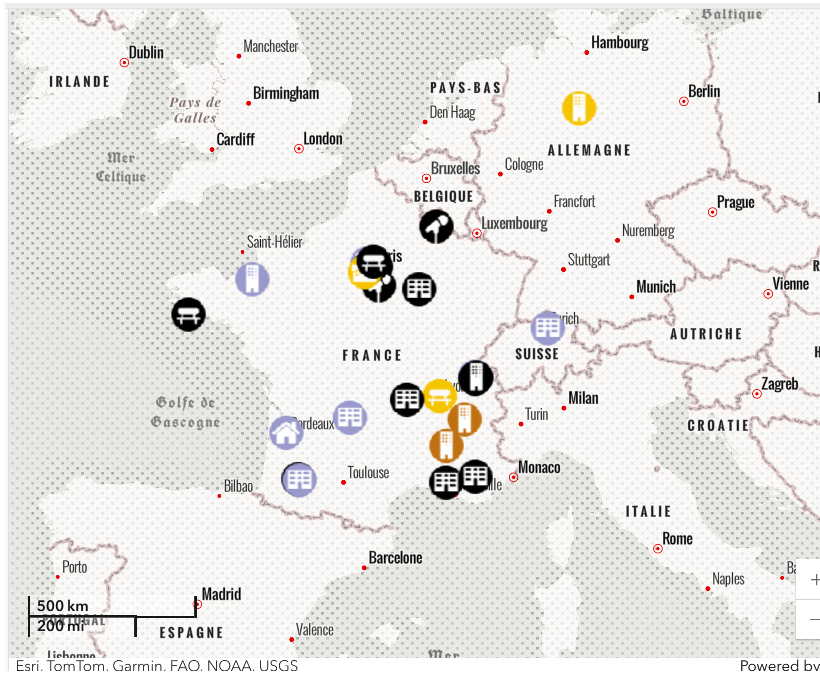 Baltique
Hambourg
Dublin
Manchester
IRLANDE
PAYS-BAS
Birmingham
Berlin
Pays de
Galles
Den Haag
Cardiff
London
ALLEMAGNE
Mer
Celtique
Cologne
Bruxelles
BELGIQUE
Francfort
Prague
Luxembourg
Nuremberg
Saint-Hélier
Stuttgart
Munich
Vienne
AUTRICHE
FRANCE
SUISSE
Zagreb
Milan
Golfe de
Gascogne
Turin
CROATIE
Toulouse
Monaco
Bilbao
ITALIE
Rome
Barcelone
Porto
Naples
Madrid
500 km
PORTUGAL
200 mi
ESPAGNE
Valence
Mer
Esri, TomTom, Garmin, FAO, NOAA, USGS
Powered by